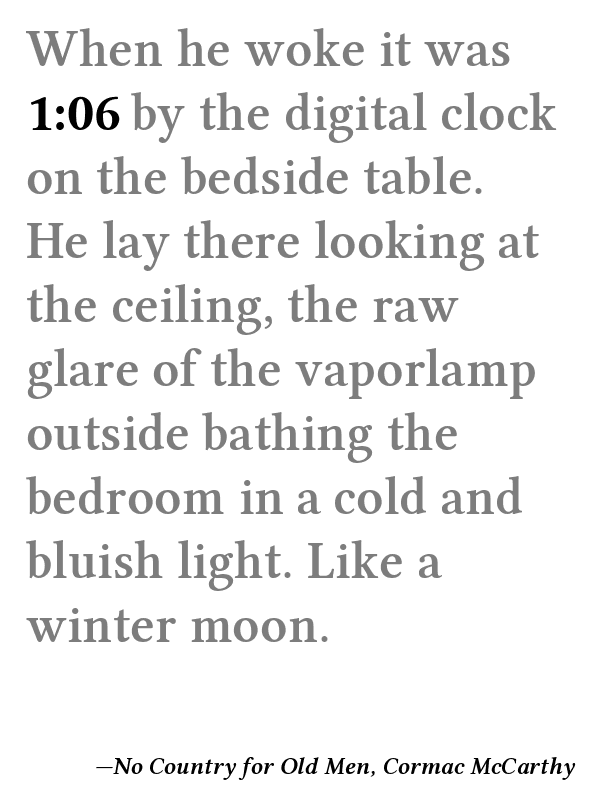 When he woke it was
1:06 by the digital clock
on the bedside table.
He lay there looking at
the ceiling, the raw
glare of the vaporlamp
outside bathing the
bedroom in a cold and
bluish light. Like a
winter moon.
—No Country for Old Men, Cormac McCarthy